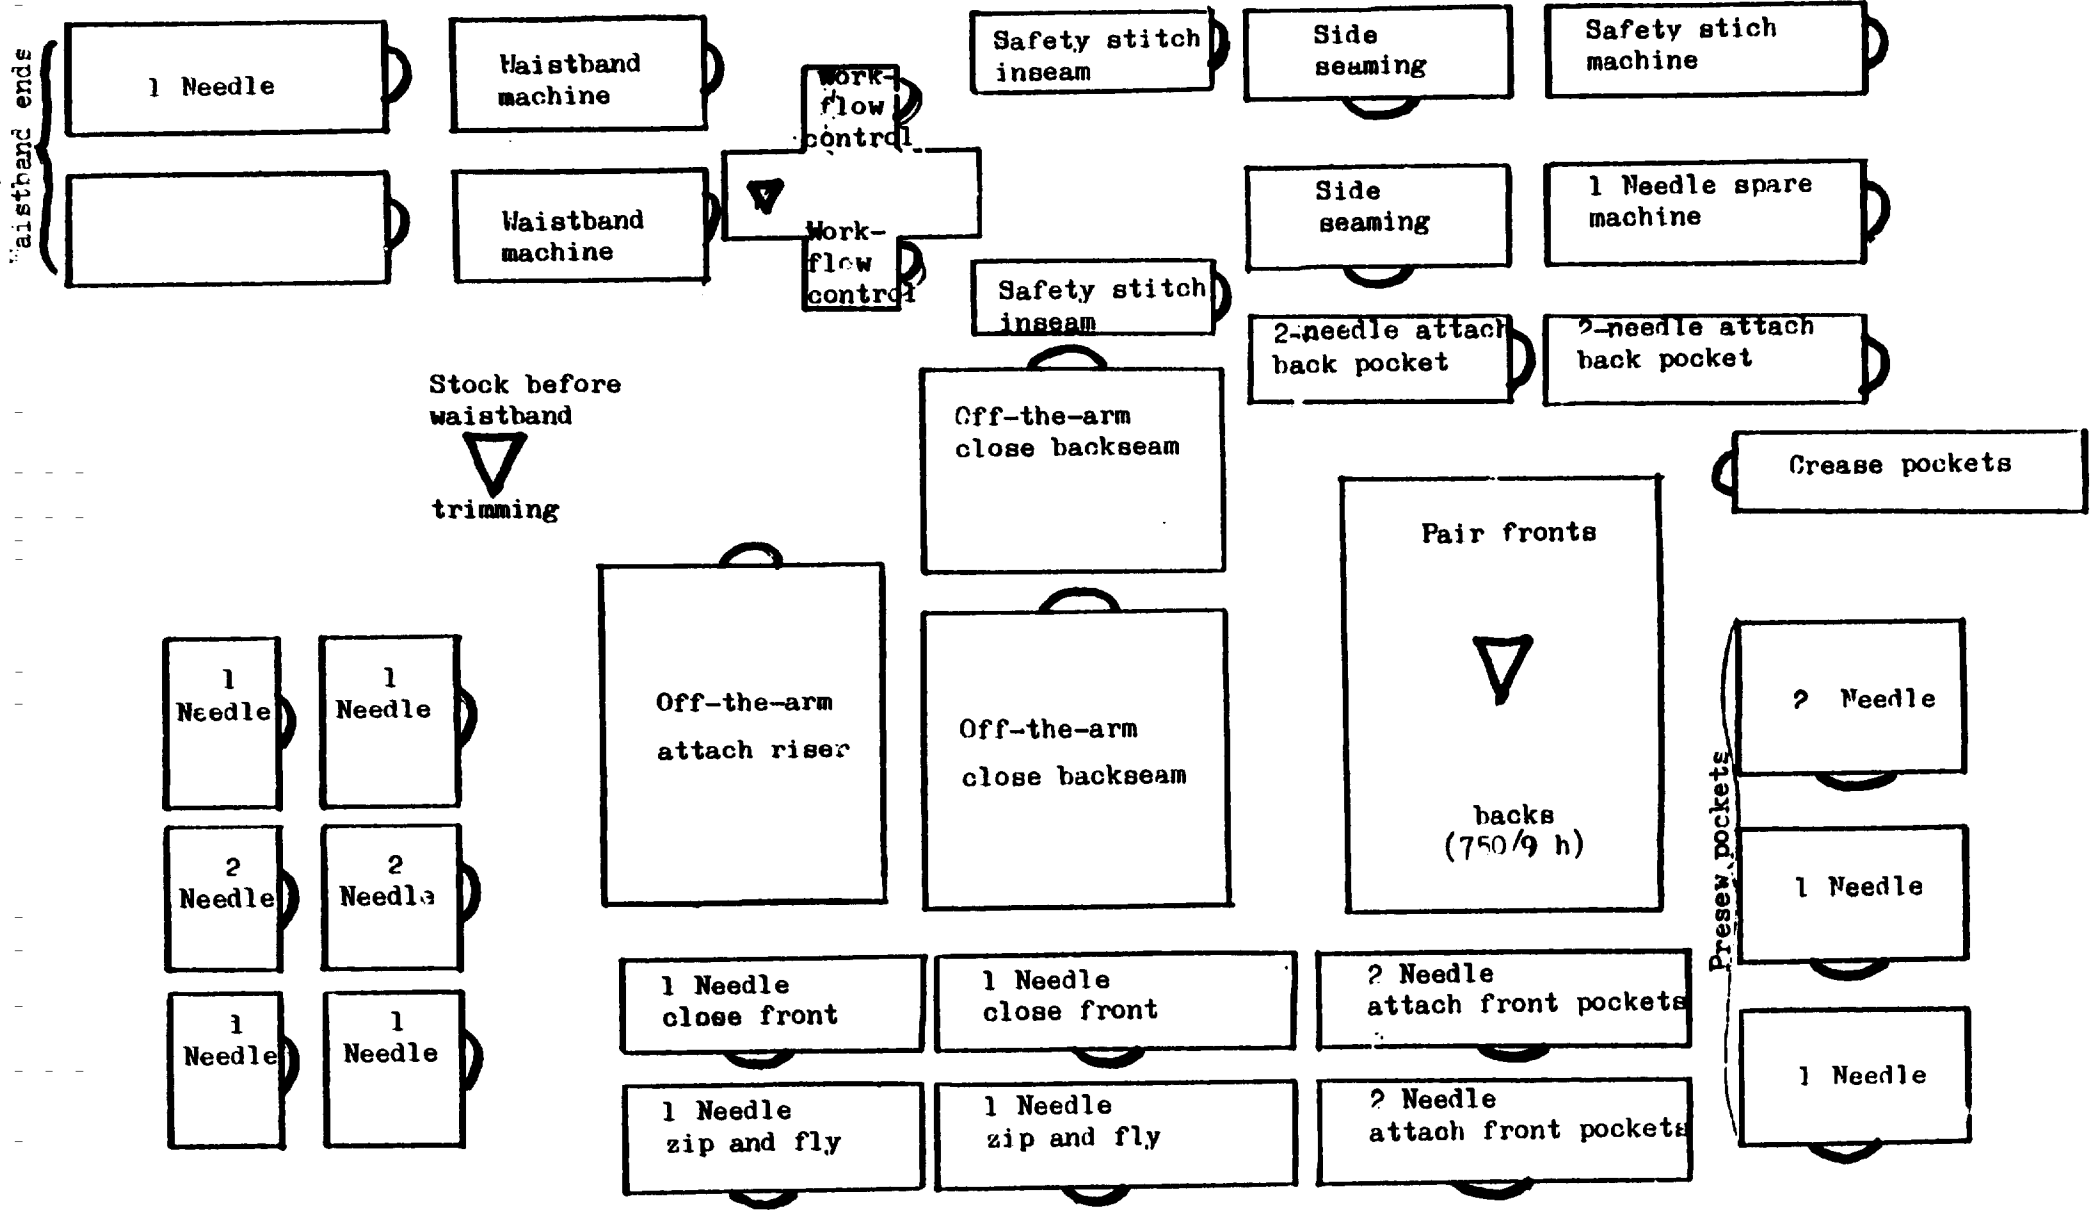 Waistband ends
1 Needle
Waistband
machine
Waistband
machine
Work-
flow
control
Work-
flow
control
Safety stitch
inseam
Safety stitch
inseam
Side
seaming
Side
seaming
Safety stich
machine
1 Needle spare
machine
2-needle attach
back pocket
2-needle attach
back pocket
Stock before
waistband
trimming
Off-the-arm
close backseam
Crease pockets
Pair fronts
backs
(750/9 h)
Off-the-arm
attach riser
Off-the-arm
close backseam
1
Needle
1
Needle
2
Needle
2
Needle
1
Needle
1
Needle
Presew pockets
2 Needle
1 Needle
1 Needle
1 Needle
close front
1 Needle
close front
2 Needle
attach front pockets
1 Needle
zip and fly
1 Needle
zip and fly
2 Needle
attach front pockets